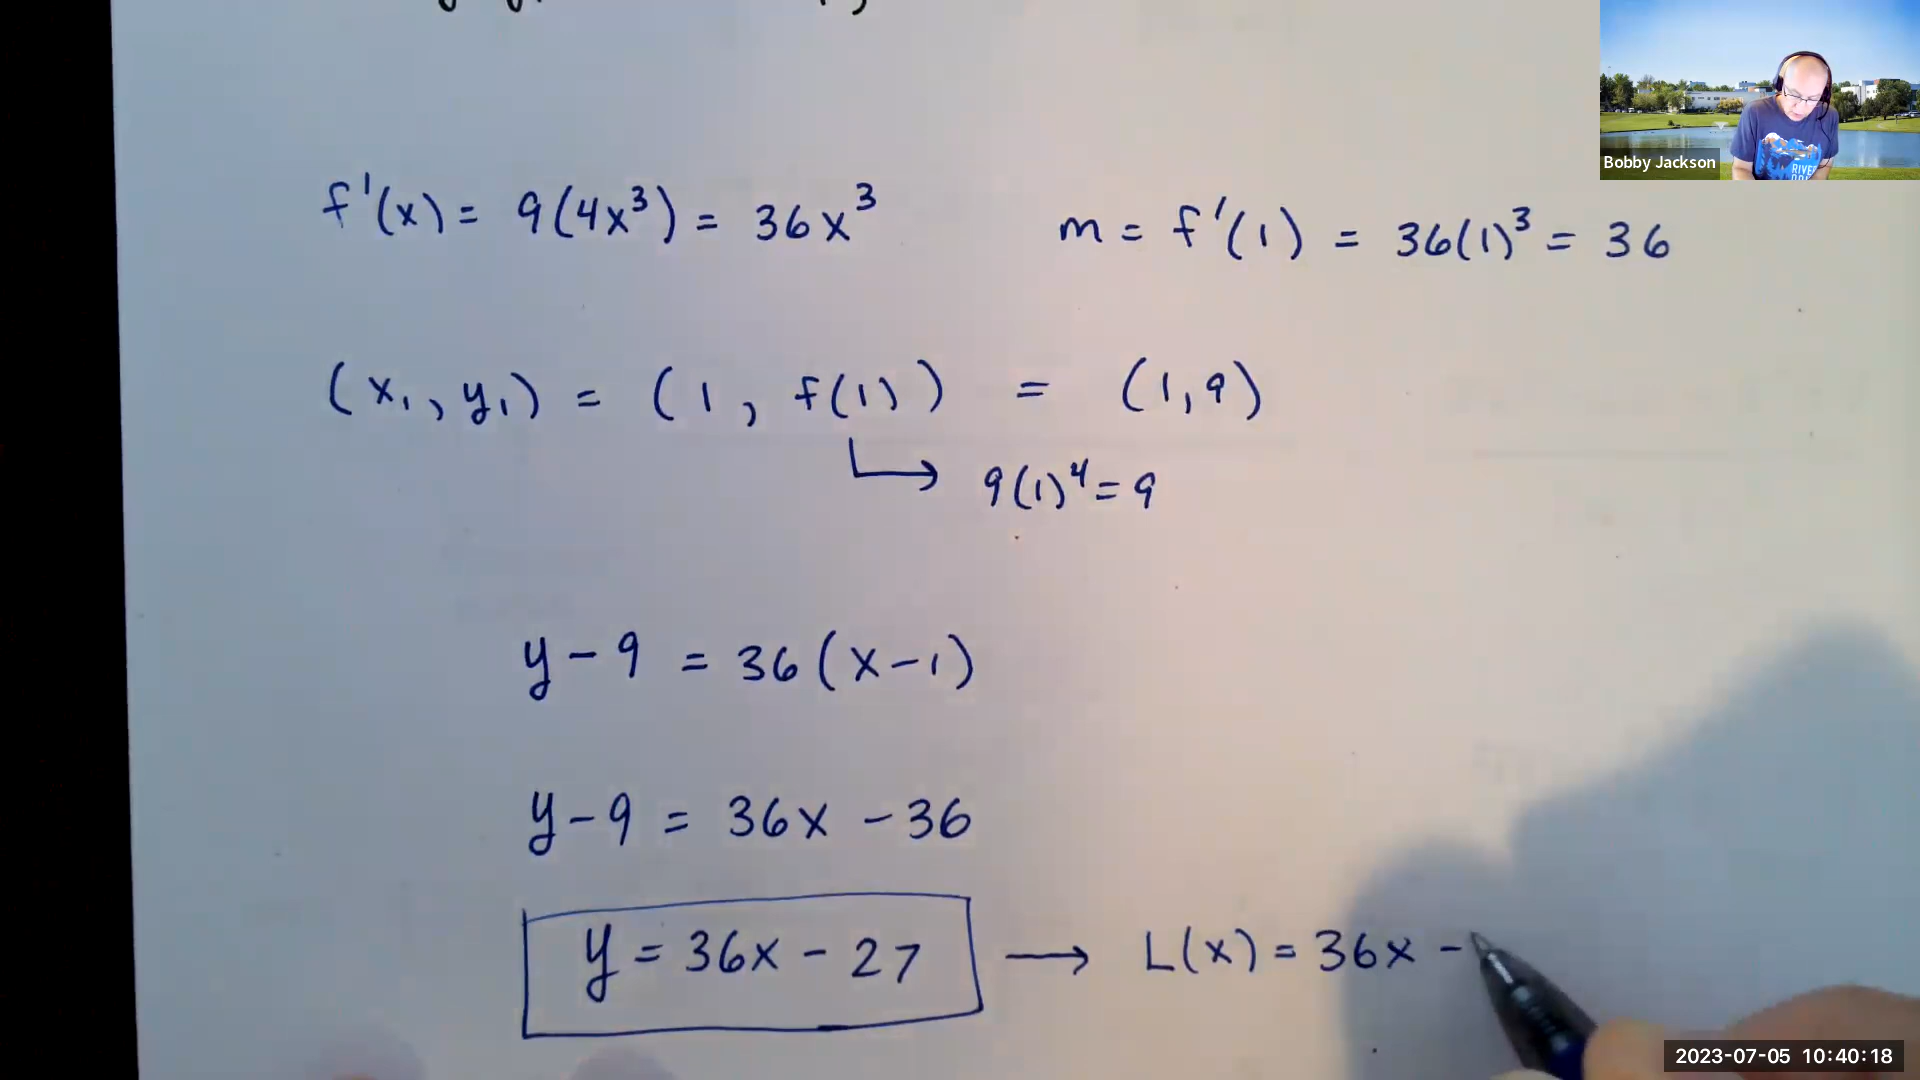 Bobby Jackson
RIVER
f'(x) = 9(4x³) = 36x³
m = f'(1) = 36(1)³ = 36
(x₁, y₁) = (1, f(1)) = (1,9)
9(1)⁴ = 9
y - 9 = 36(x-1)
y - 9 = 36x - 36
y = 36x - 27 → L(x) = 36x -
2023-07-05 10:40:18